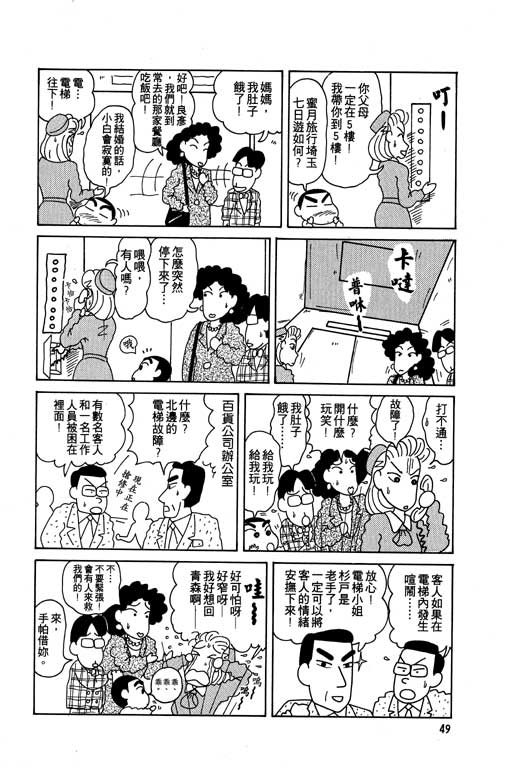 叮—
你父母
一定在5樓！
我帶你到5樓！
蜜月旅行埼玉
七日遊如何？
媽媽，
我肚子
餓了！
好吧！良彥
，我們就到
常去的那家餐廳
吃飯吧！
我結婚的話，
小白會寂寞的！
電…
電梯
往下！
卡噠
普咻—
怎麼突然
停下來了…
喂喂，
有人嗎？
哦
打不通…
故障了！
什麼？
開什麼
玩笑！
我肚子
餓了…
給我玩！
給我玩！
百貨公司辦公室
什麼？
北邊的
電梯故障？
現在正在
搶修中
有數名客人
和一名工作
人員被困在
裡面！
客人如果在
電梯內發生
喧鬧…
放心！
電梯小姐
杉戶是
老手了，
一定可以將
客人的情緒
安撫下來！
哇—
好可怕呀—
好窄呀—
我好想回
青森啊—
乖乖乖
不…
不要緊張！
會有人來救
我們的！
來，
手帕借妳。
49